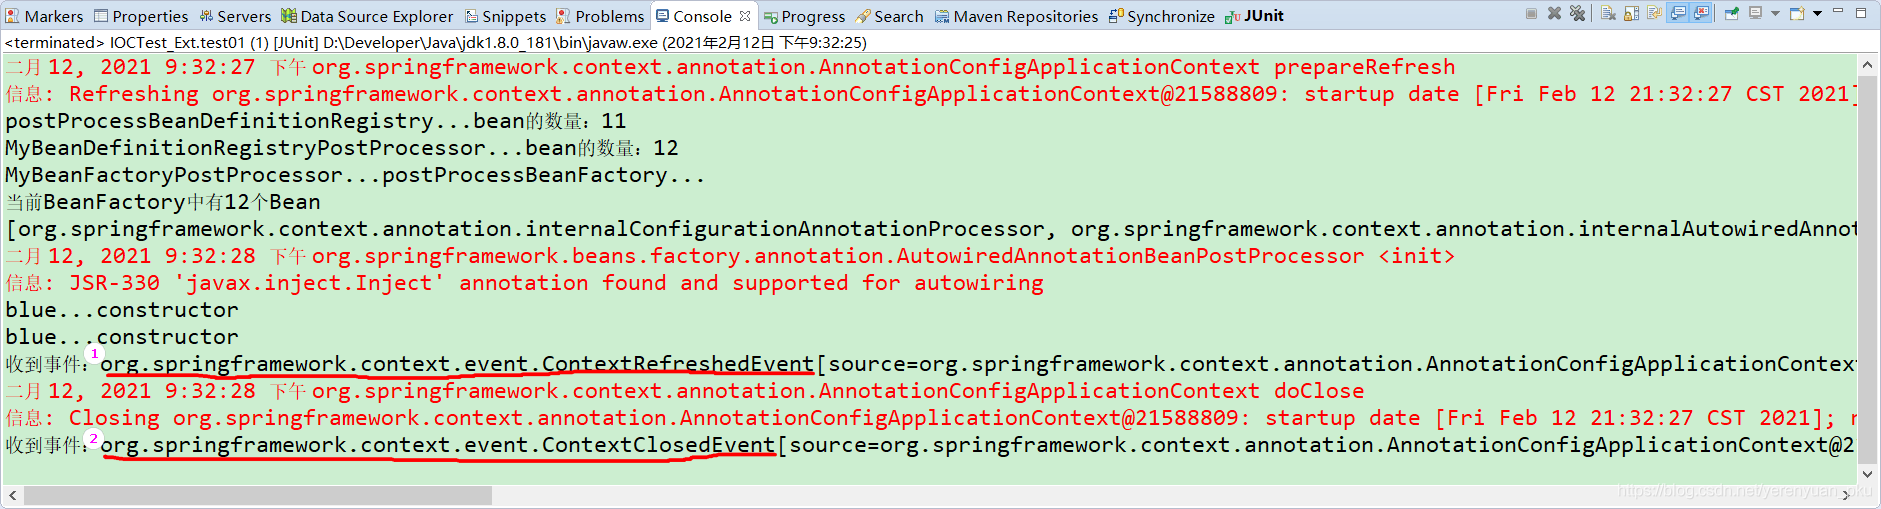 Markers Properties Servers Data Source Explorer Snippets Problems Console Progress Search Maven Repositories Synchronize JUnit
<terminated> IOCTest_Ext.test01 (1) [JUnit] D:\Developer\Java\jdk1.8.0_181\bin\javaw.exe (2021年2月12日 下午9:32:25)
二月 12, 2021 9:32:27 下午 org.springframework.context.annotation.AnnotationConfigApplicationContext prepareRefresh
信息: Refreshing org.springframework.context.annotation.AnnotationConfigApplicationContext@21588809: startup date [Fri Feb 12 21:32:27 CST 2021]
postProcessBeanDefinitionRegistry...bean的数量：11
MyBeanDefinitionRegistryPostProcessor...bean的数量：12
MyBeanFactoryPostProcessor...postProcessBeanFactory...
当前BeanFactory中有12个Bean
[org.springframework.context.annotation.internalConfigurationAnnotationProcessor, org.springframework.context.annotation.internalAutowiredAnnot
二月 12, 2021 9:32:28 下午 org.springframework.beans.factory.annotation.AutowiredAnnotationBeanPostProcessor <init>
信息: JSR-330 'javax.inject.Inject' annotation found and supported for autowiring
blue...constructor
blue...constructor
收到事件：1 org.springframework.context.event.ContextRefreshedEvent[source=org.springframework.context.annotation.AnnotationConfigApplicationContext
二月 12, 2021 9:32:28 下午 org.springframework.context.annotation.AnnotationConfigApplicationContext doClose
信息: Closing org.springframework.context.annotation.AnnotationConfigApplicationContext@21588809: startup date [Fri Feb 12 21:32:27 CST 2021]; r
收到事件：2 org.springframework.context.event.ContextClosedEvent[source=org.springframework.context.annotation.AnnotationConfigApplicationContext@2
https://blog.csdn.net/yerenyuan_pku